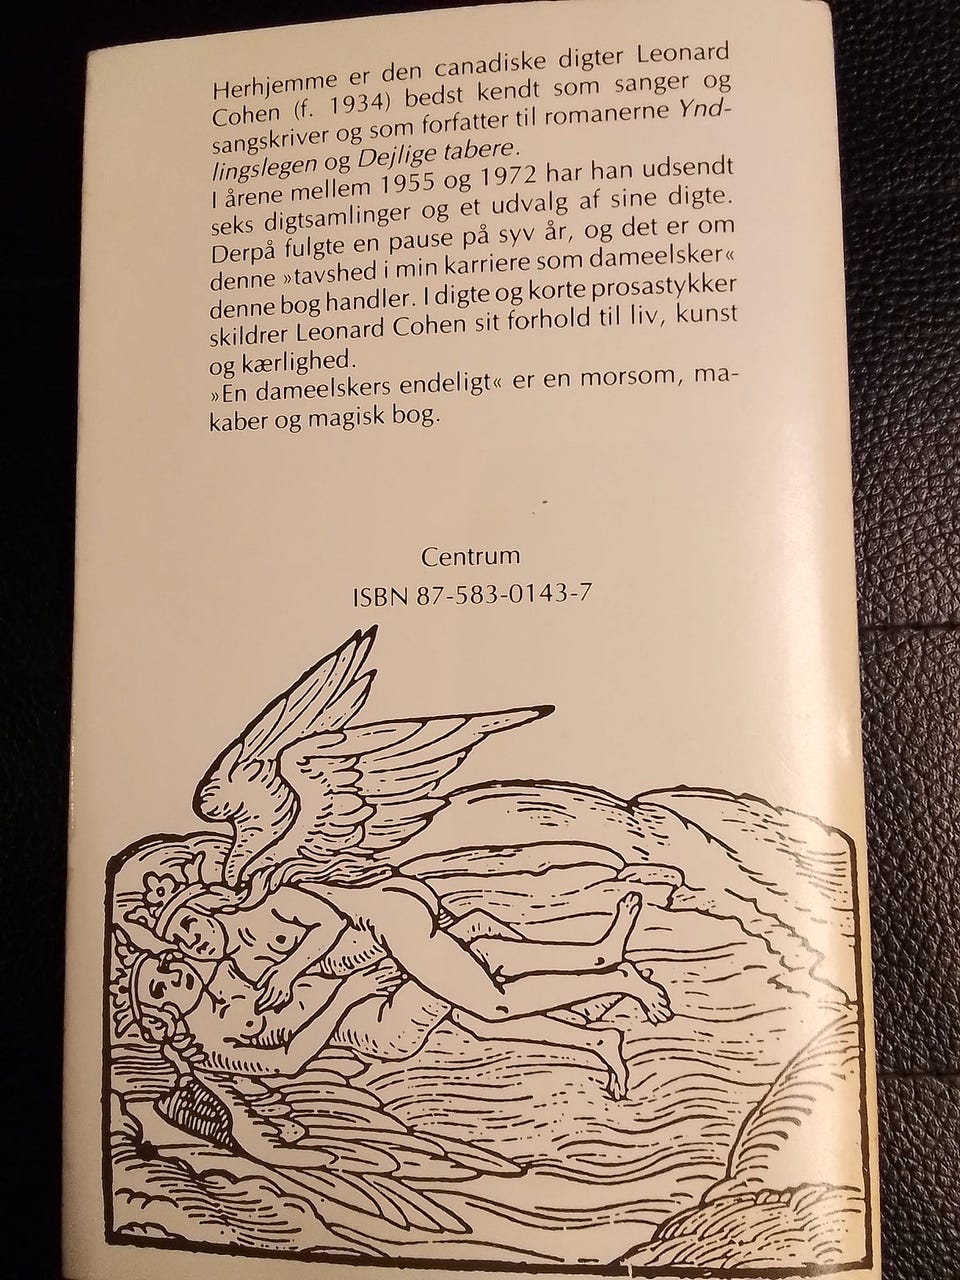 Herhjemme er den canadiske digter Leonard
Cohen (f. 1934) bedst kendt som sanger og
sangskriver og som forfatter til romanerne Ynd-
lingslegen og Dejlige tabere.
I årene mellem 1955 og 1972 har han udsendt
seks digtsamlinger og et udvalg af sine digte.
Derpå fulgte en pause på syv år, og det er om
denne »tavshed i min karriere som dameelsker«
denne bog handler. I digte og korte prosastykker
skildrer Leonard Cohen sit forhold til liv, kunst
og kærlighed.
»En dameelskers endeligt« er en morsom, ma-
kaber og magisk bog.
Centrum
ISBN 87-583-0143-7